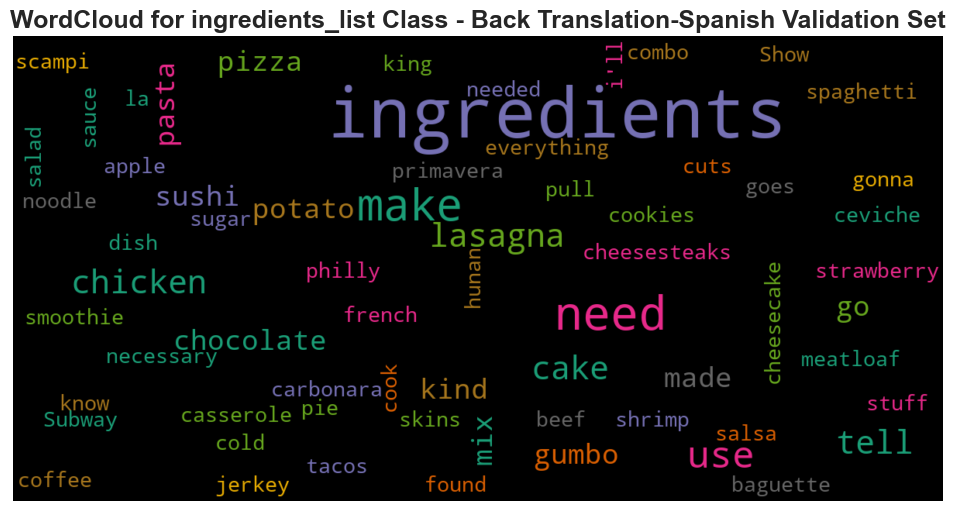 WordCloud for ingredients_list Class - Back Translation-Spanish Validation Set
scampi
pizza
king
i'll
combo
Show
pasta
sauce
la
needed
ingredients
spaghetti
salad
apple
everything
primavera
cuts
goes
gonna
noodle
sushi
sugar
potato
make
pull
cookies
ceviche
dish
lasagna
cheesesteaks
chicken
philly
hunan
strawberry
smoothie
french
need
cheesecake
go
chocolate
necessary
cake
made
meatloaf
carbonara
cook
kind
know
Subway
casserole
pie
skins
beef
shrimp
stuff
cold
mix
salsa
tell
coffee
tacos
gumbo
use
jerkey
found
baguette